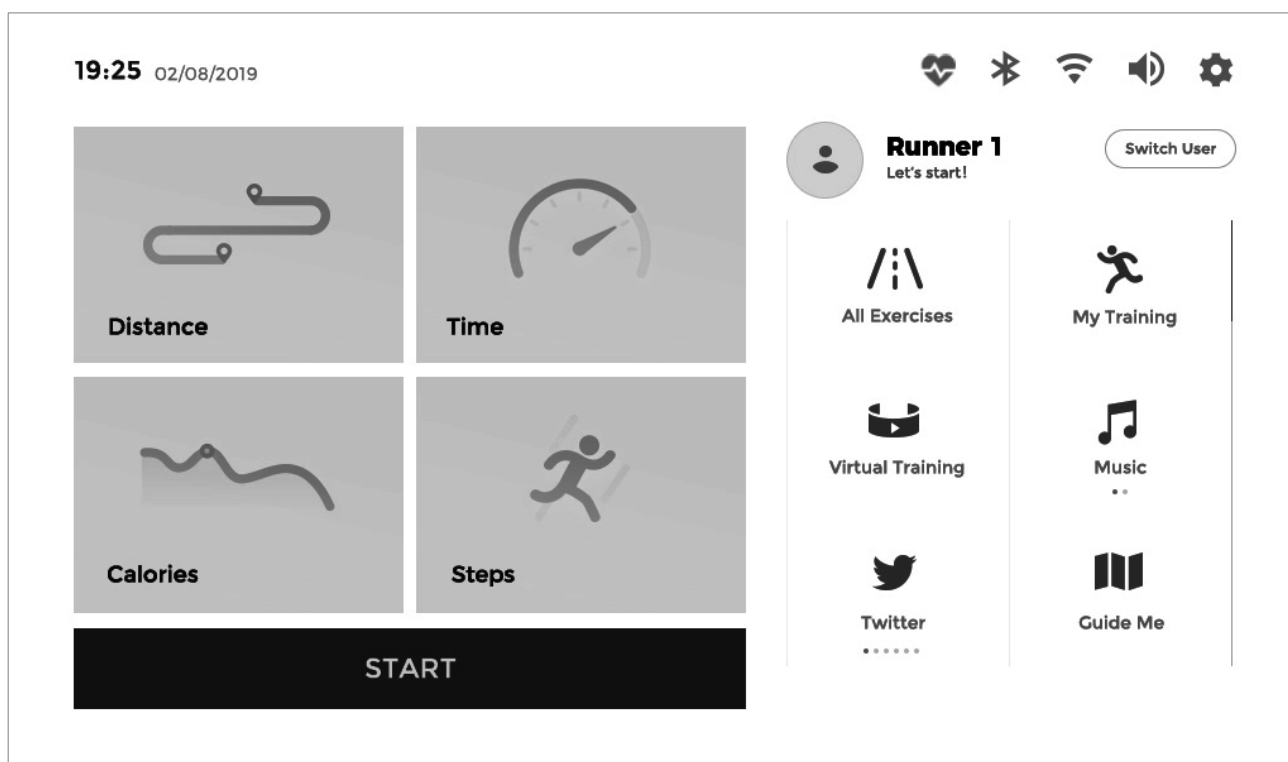 19:25 02/08/2019
Runner 1
Let's start!
Switch User
Distance
Time
Calories
Steps
START
All Exercises
My Training
Virtual Training
Music
Twitter
Guide Me